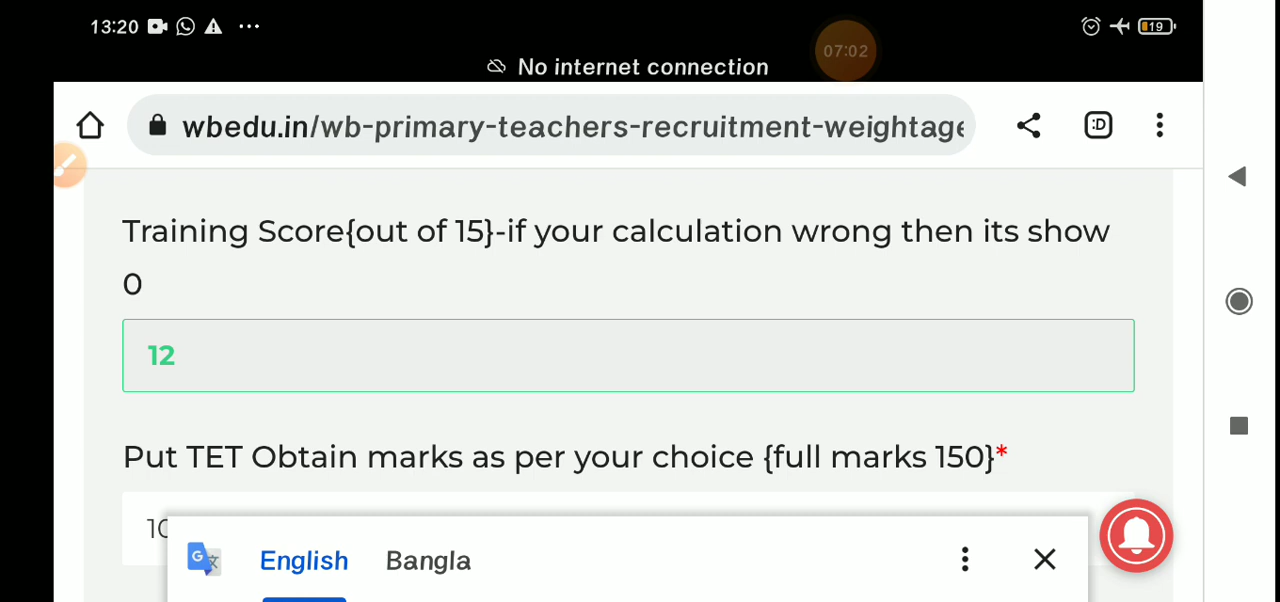 13:20
19
07:02
No internet connection
wbedu.in/wb-primary-teachers-recruitment-weightage
:D
Training Score{out of 15}-if your calculation wrong then its show
0
12
Put TET Obtain marks as per your choice {full marks 150}*
10
English Bangla